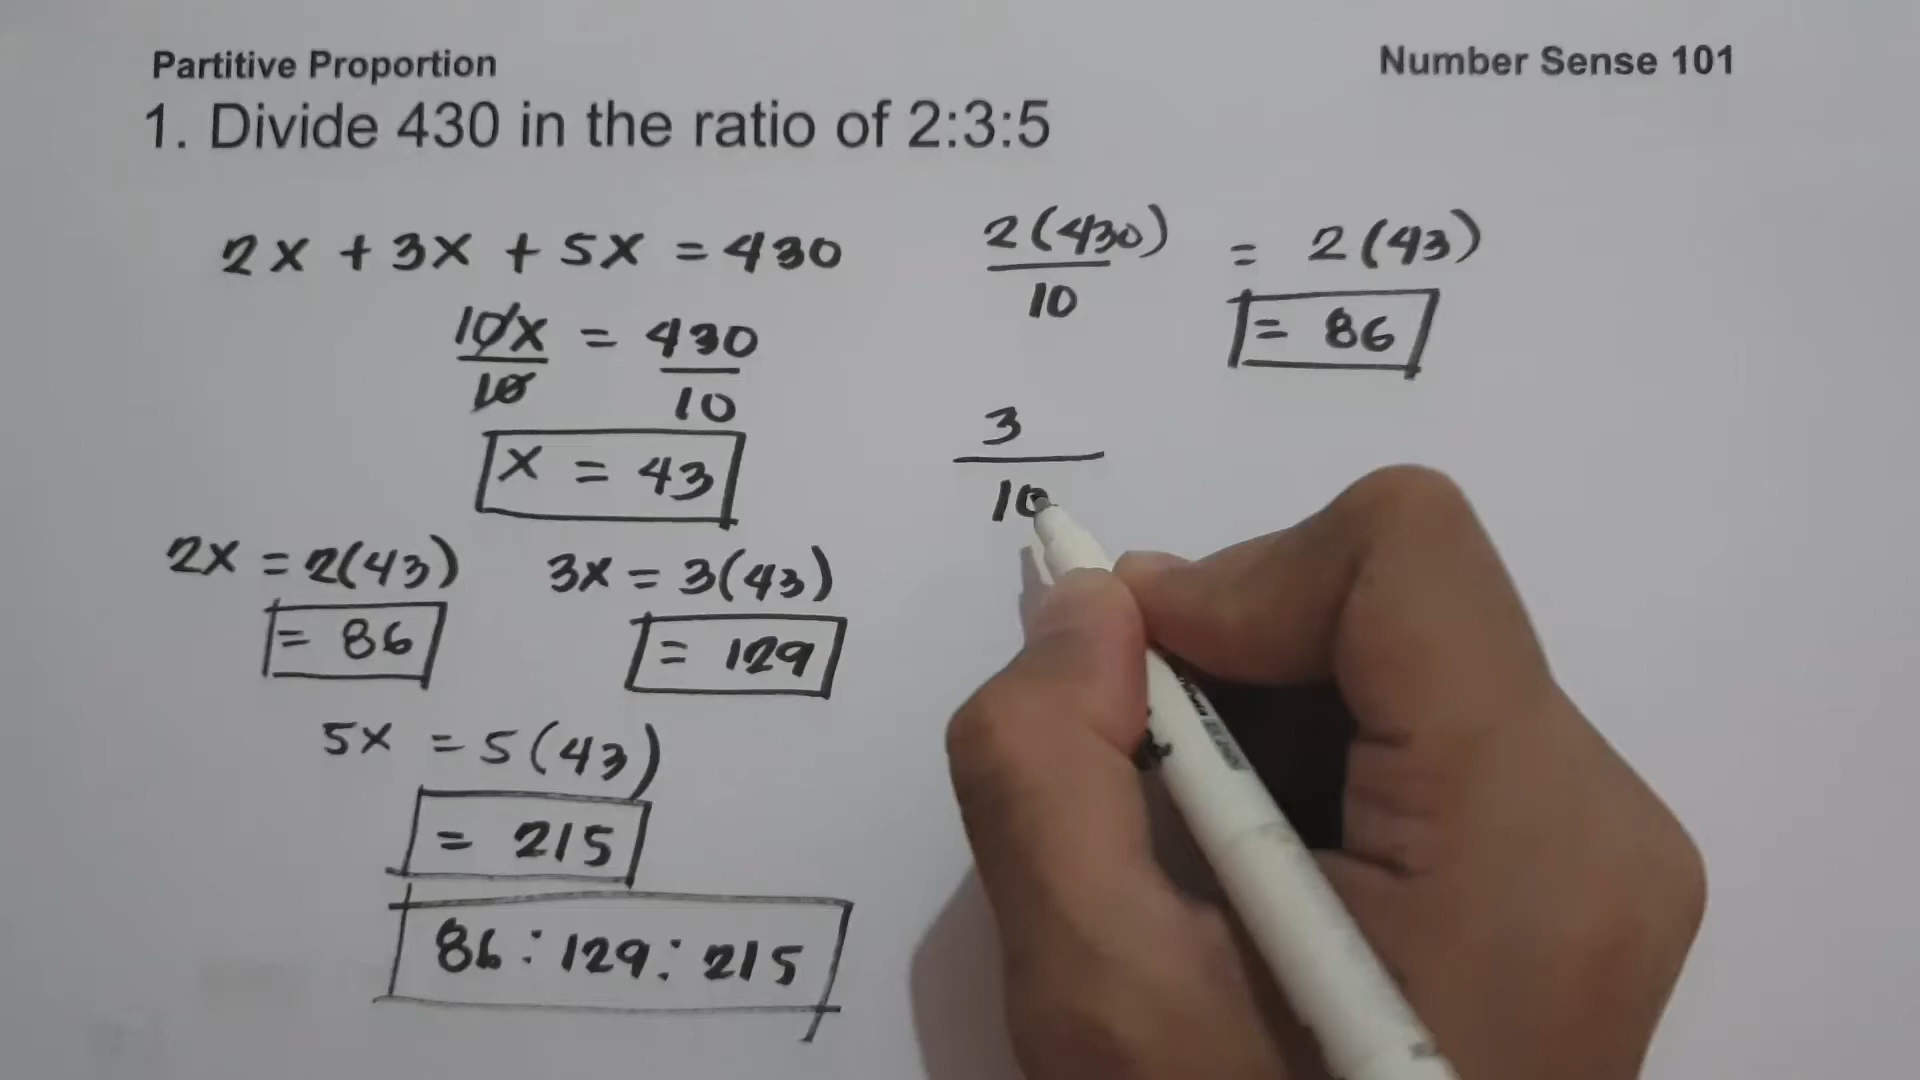 Partitive Proportion
Number Sense 101
1. Divide 430 in the ratio of 2:3:5
2x + 3x + 5x = 430
10x = 430
10 10
x = 43
2x = 2(43)
= 86
3x = 3(43)
= 129
5x = 5(43)
= 215
86 : 129 : 215
2(430) = 2(43)
10
= 86
3
10